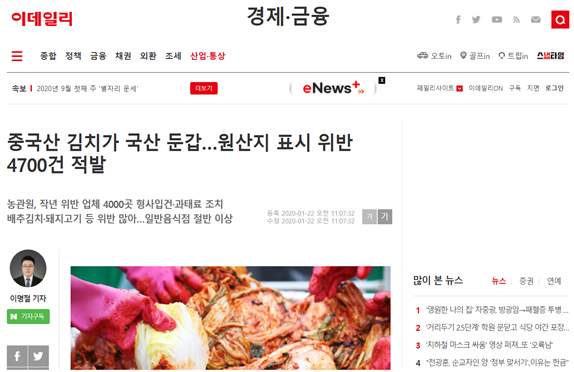 이데일리
경제·금융
종합 정책 금융 채권 외환 조세 산업·통상
오토in 골프in 트립in 스냅타임
속보 2020년 9월 첫째 주 '별자리 운세' 더보기
eNews+
x
패밀리사이트 이데일리ON 구독 지면 로그인
중국산 김치가 국산 둔갑...원산지 표시 위반
4700건 적발
농관원, 작년 위반 업체 4000곳 형사입건·과태료 조치
배추김치·돼지고기 등 위반 많아...일반음식점 절반 이상
등록 2020-01-22 오전 11:07:32
수정 2020-01-22 오전 11:07:32
가 가
이명철 기자
N 기자구독
많이 본 뉴스 뉴스 증권 연예
1 '영원한 나의 집' 차중광, 방광암→패혈증 투병 ...
2 '거리두기 2.5단계' 학원 문닫고 식당 야간 포장...
3 '지하철 마스크 싸움' 영상 퍼져..또 '오륙남'
4 "전광훈, 순교자인 양 '정부 맞서기'..이유는 헌금"